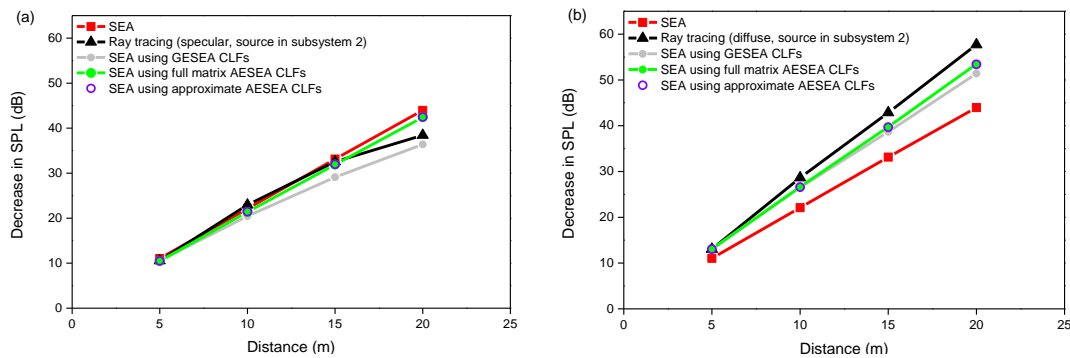 (a)
SEA
Ray tracing (specular, source in subsystem 2)
SEA using GESEA CLFs
SEA using full matrix AESEA CLFs
SEA using approximate AESEA CLFs
Decrease in SPL (dB)
60
50
40
30
20
10
0
0 5 10 15 20 25
Distance (m)
(b)
SEA
Ray tracing (diffuse, source in subsystem 2)
SEA using GESEA CLFs
SEA using full matrix AESEA CLFs
SEA using approximate AESEA CLFs
Decrease in SPL (dB)
60
50
40
30
20
10
0
0 5 10 15 20 25
Distance (m)